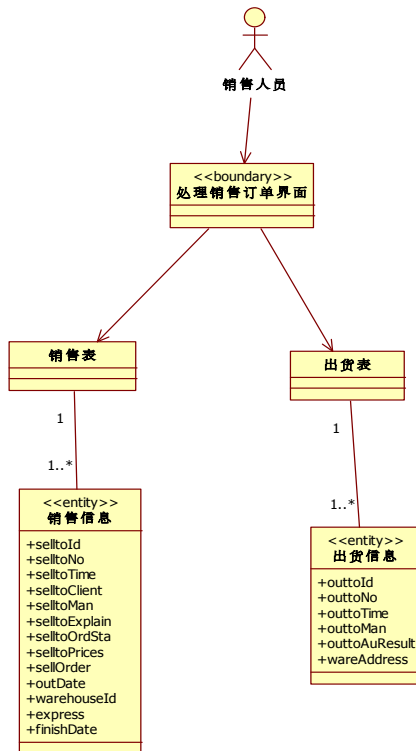 销售人员
<<boundary>>
处理销售订单界面
销售表
出货表
1
1
1..*
1..*
<<entity>>
销售信息
+selltoId
+selltoNo
+selltoTime
+selltoClient
+selltoMan
+selltoExplain
+selltoOrdSta
+selltoPrices
+sellOrder
+outDate
+warehouseId
+express
+finishDate
<<entity>>
出货信息
+outtoId
+outtoNo
+outtoTime
+outtoMan
+outtoAuResult
+wareAddress